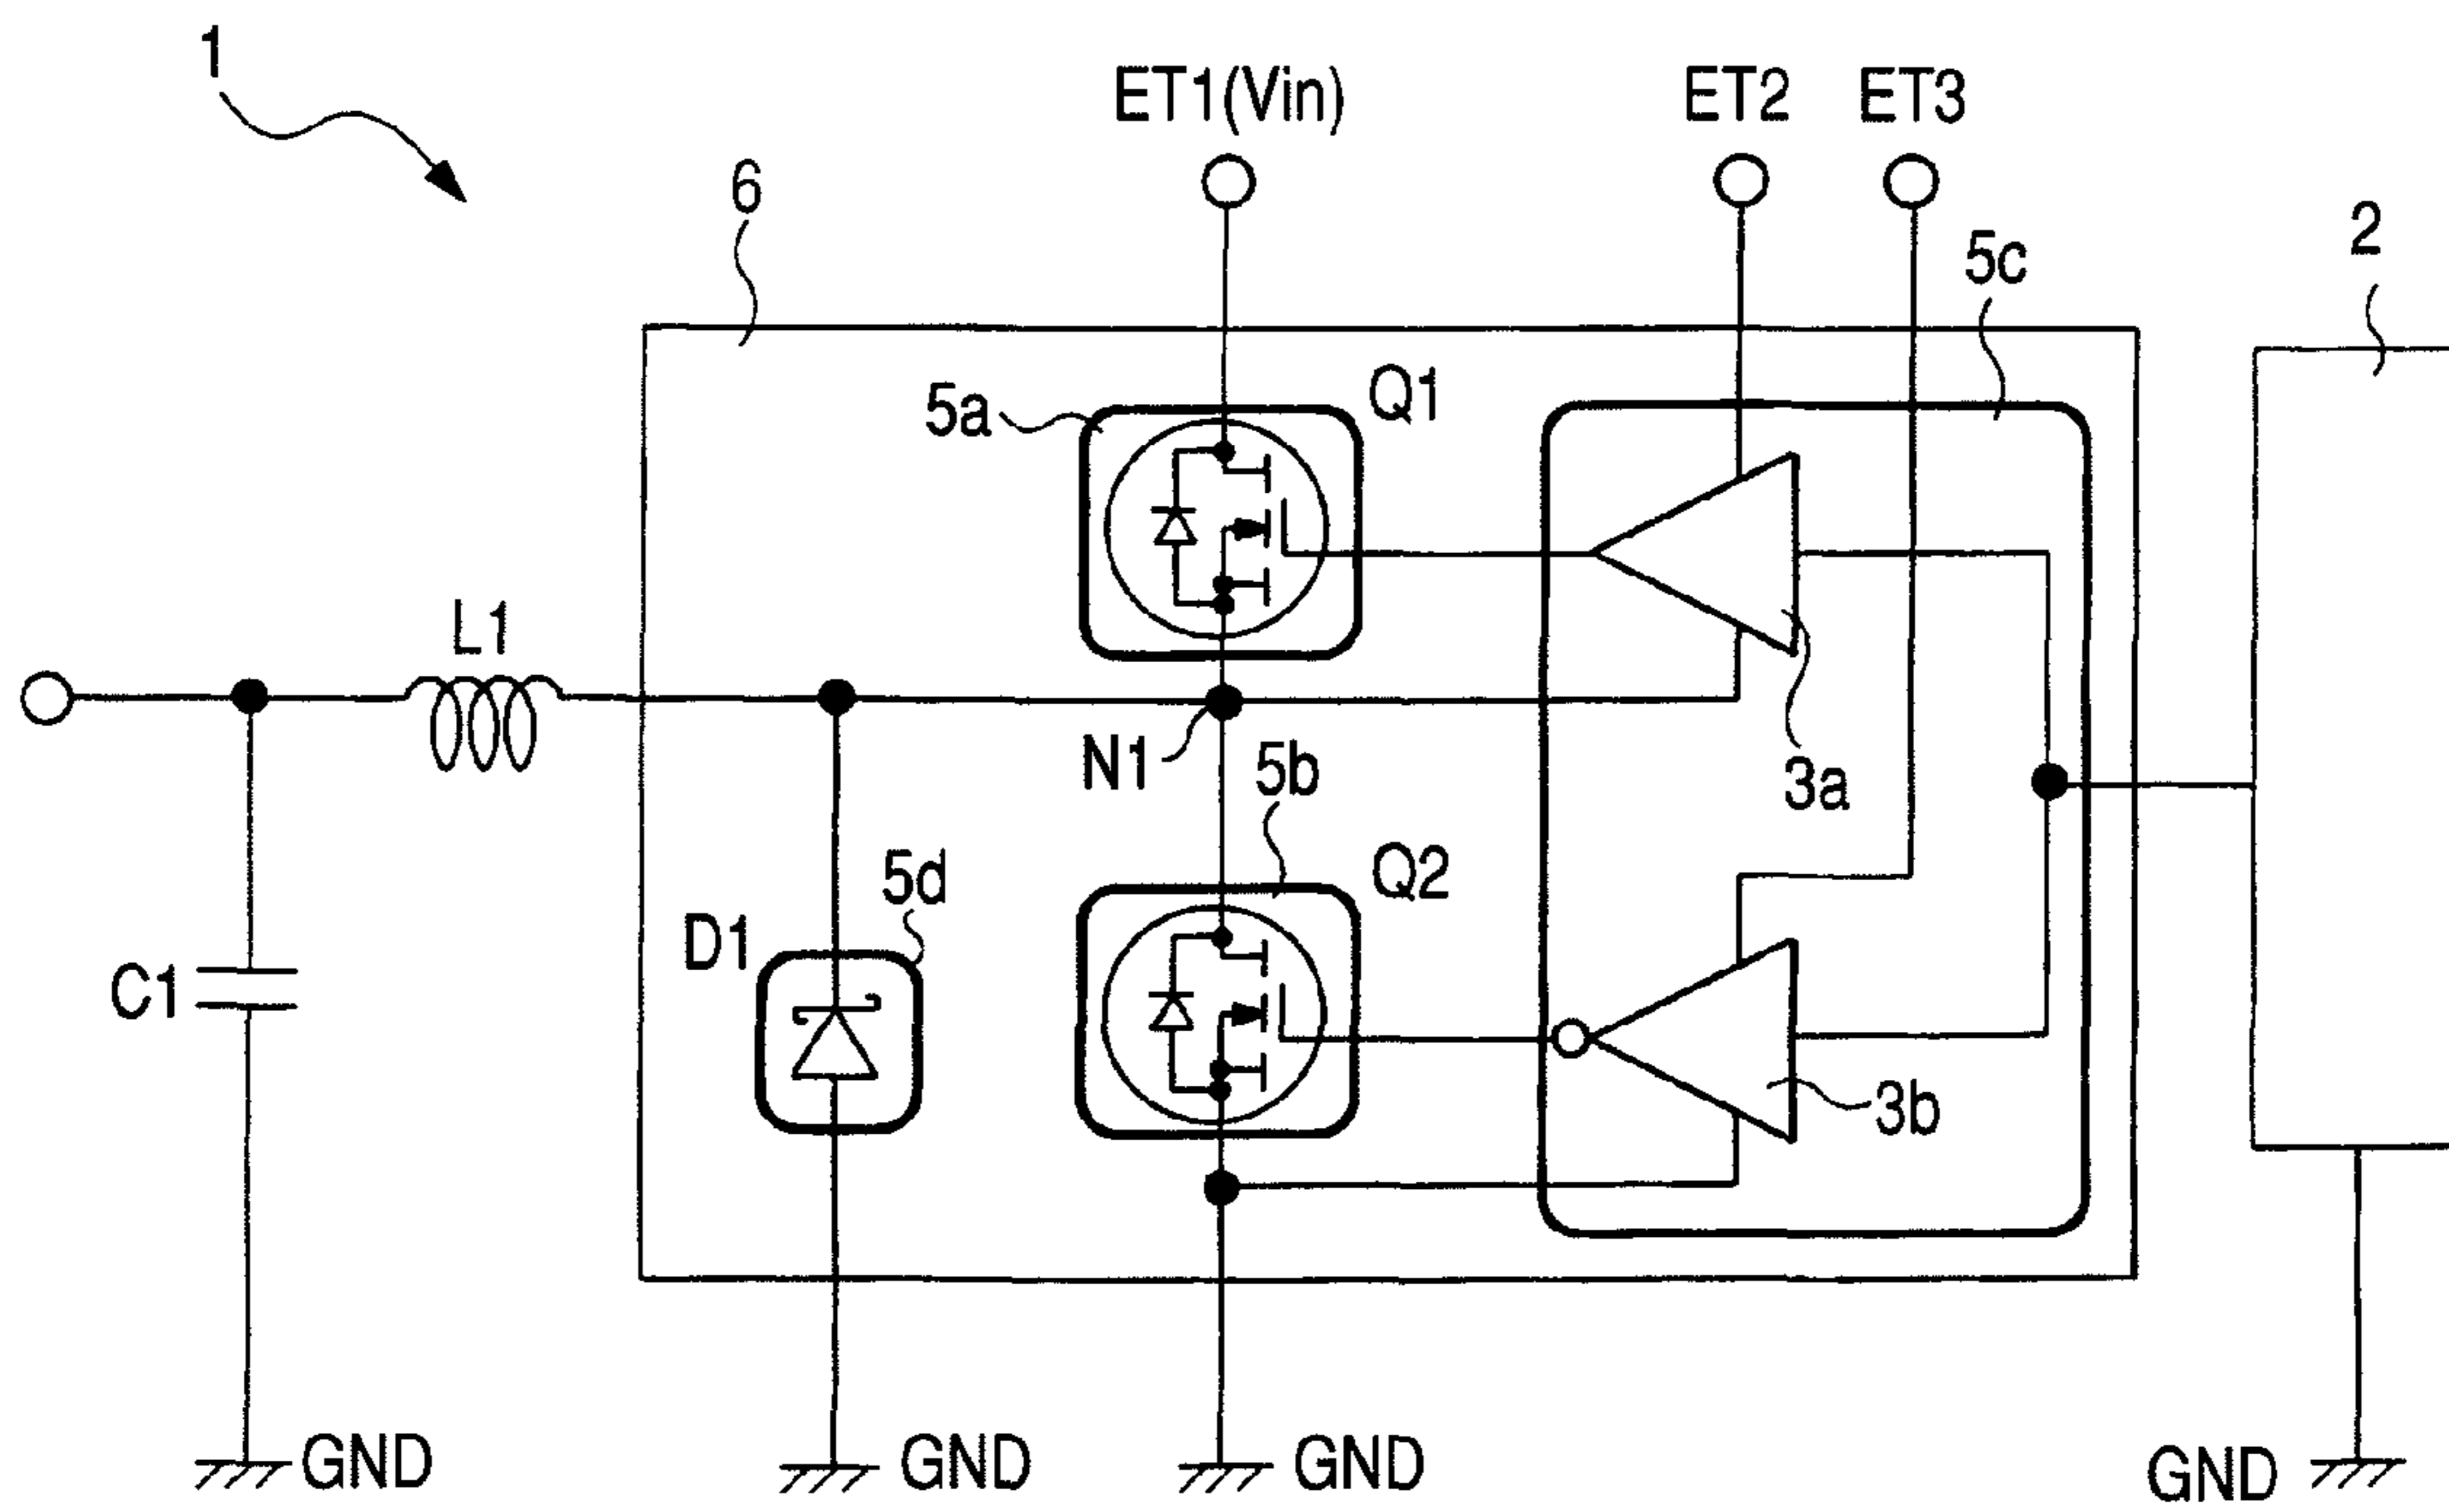 1
ET1(Vin)
ET2
ET3
6
5c
2
5a
Q1
L1
N1
3a
5b
Q2
5d
D1
C1
3b
GND
GND
GND
GND